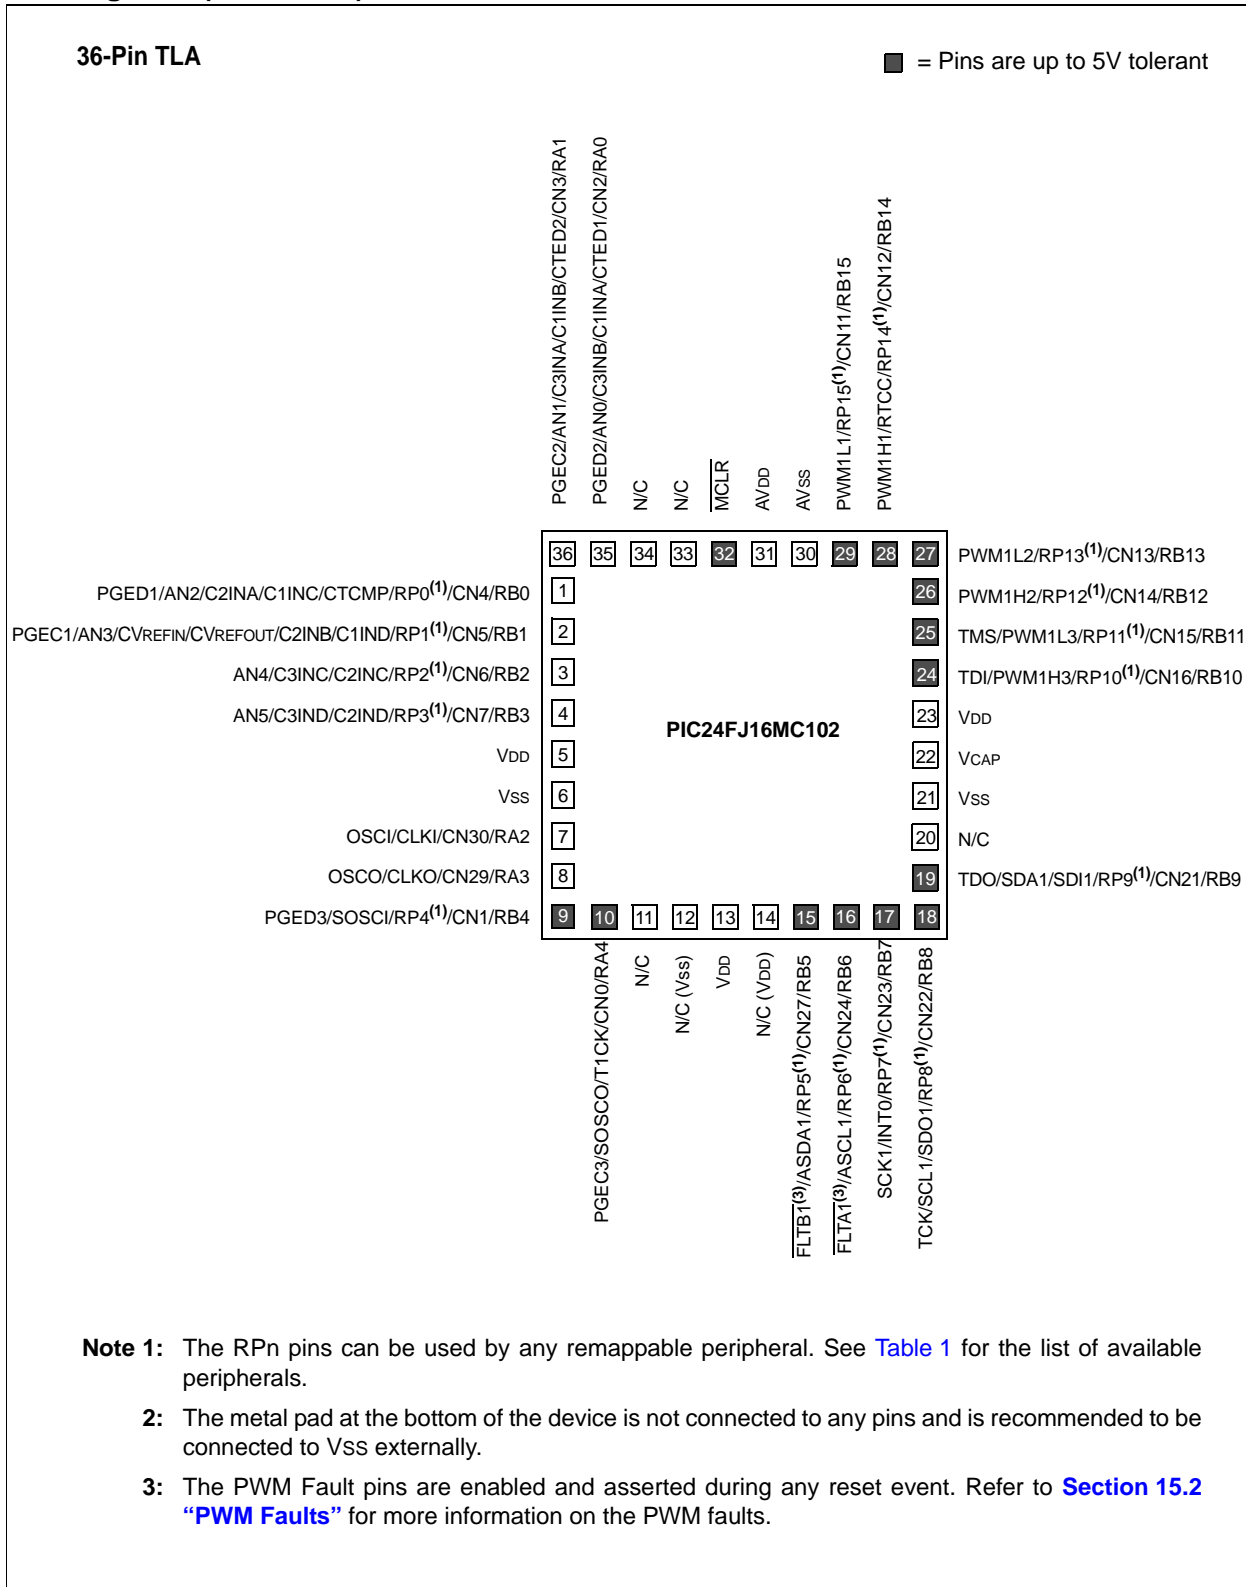 36-Pin TLA
= Pins are up to 5V tolerant
PGEC2/AN1/C3INA/C1INB/CTED2/CN3/RA1
PGED2/AN0/C3INB/C1INA/CTED1/CN2/RA0
N/C
N/C
MCLR
AVDD
AVSS
PWM1L1/RP15(1)/CN11/RB15
PWM1H1/RTCC/RP14(1)/CN12/RB14
36 35 34 33 32 31 30 29 28 27 PWM1L2/RP13(1)/CN13/RB13
PGED1/AN2/C2INA/C1INC/CTCMP/RP0(1)/CN4/RB0 1 26 PWM1H2/RP12(1)/CN14/RB12
PGEC1/AN3/CVREFIN/CVREFOUT/C2INB/C1IND/RP1(1)/CN5/RB1 2 25 TMS/PWM1L3/RP11(1)/CN15/RB11
AN4/C3INC/C2INC/RP2(1)/CN6/RB2 3 24 TDI/PWM1H3/RP10(1)/CN16/RB10
AN5/C3IND/C2IND/RP3(1)/CN7/RB3 4 23 VDD
PIC24FJ16MC102
VDD 5 22 VCAP
VSS 6 21 VSS
OSCI/CLKI/CN30/RA2 7 20 N/C
OSCO/CLKO/CN29/RA3 8 19 TDO/SDA1/SDI1/RP9(1)/CN21/RB9
PGED3/SOSCI/RP4(1)/CN1/RB4 9 10 11 12 13 14 15 16 17 18
PGEC3/SOSCO/T1CK/CN0/RA4
N/C
N/C (Vss)
VDD
N/C (VDD)
FLTB1(3)/ASDA1/RP5(1)/CN27/RB5
FLTA1(3)/ASCL1/RP6(1)/CN24/RB6
SCK1/INT0/RP7(1)/CN23/RB7
TCK/SCL1/SDO1/RP8(1)/CN22/RB8
Note 1: The RPn pins can be used by any remappable peripheral. See Table 1 for the list of available
peripherals.
2: The metal pad at the bottom of the device is not connected to any pins and is recommended to be
connected to VSS externally.
3: The PWM Fault pins are enabled and asserted during any reset event. Refer to Section 15.2
“PWM Faults” for more information on the PWM faults.